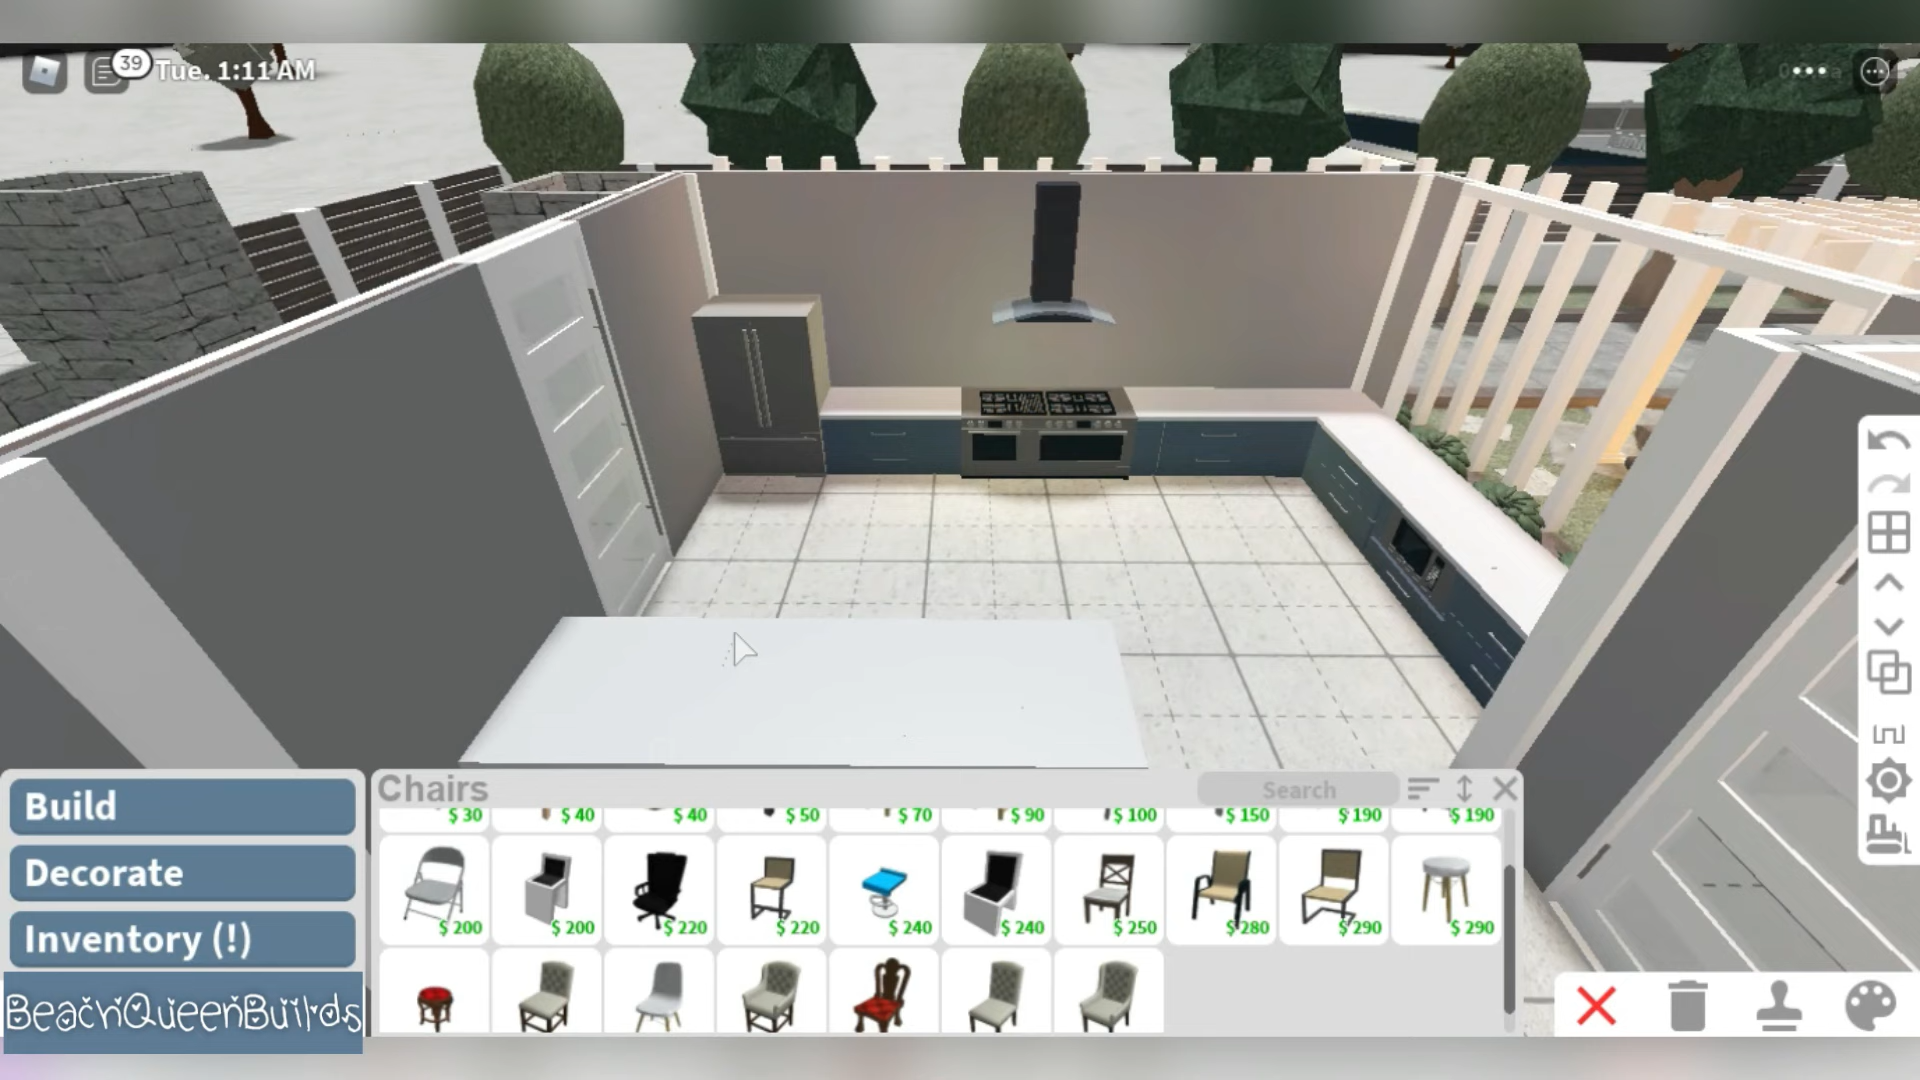 39
Tue. 1:11 AM
Build
Decorate
Inventory (!)
BeachQueenBuilds
Chairs
Search
$ 30 $ 40 $ 40 $ 50 $ 70 $ 90 $ 100 $ 150 $ 190 $ 190
$ 200 $ 200 $ 220 $ 220 $ 240 $ 240 $ 250 $ 280 $ 290 $ 290